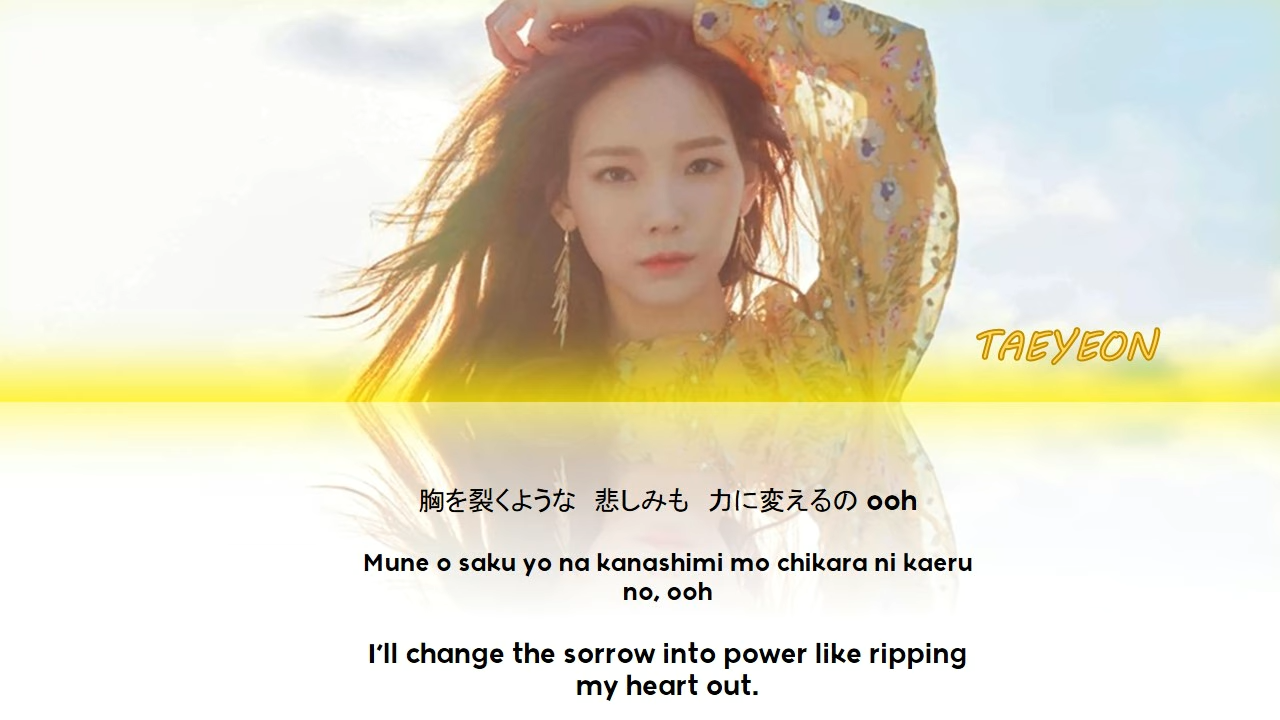 TAEYEON
胸を裂くような　悲しみも　力に変えるの ooh
Mune o saku yo na kanashimi mo chikara ni kaeru
no, ooh
I'll change the sorrow into power like ripping
my heart out.